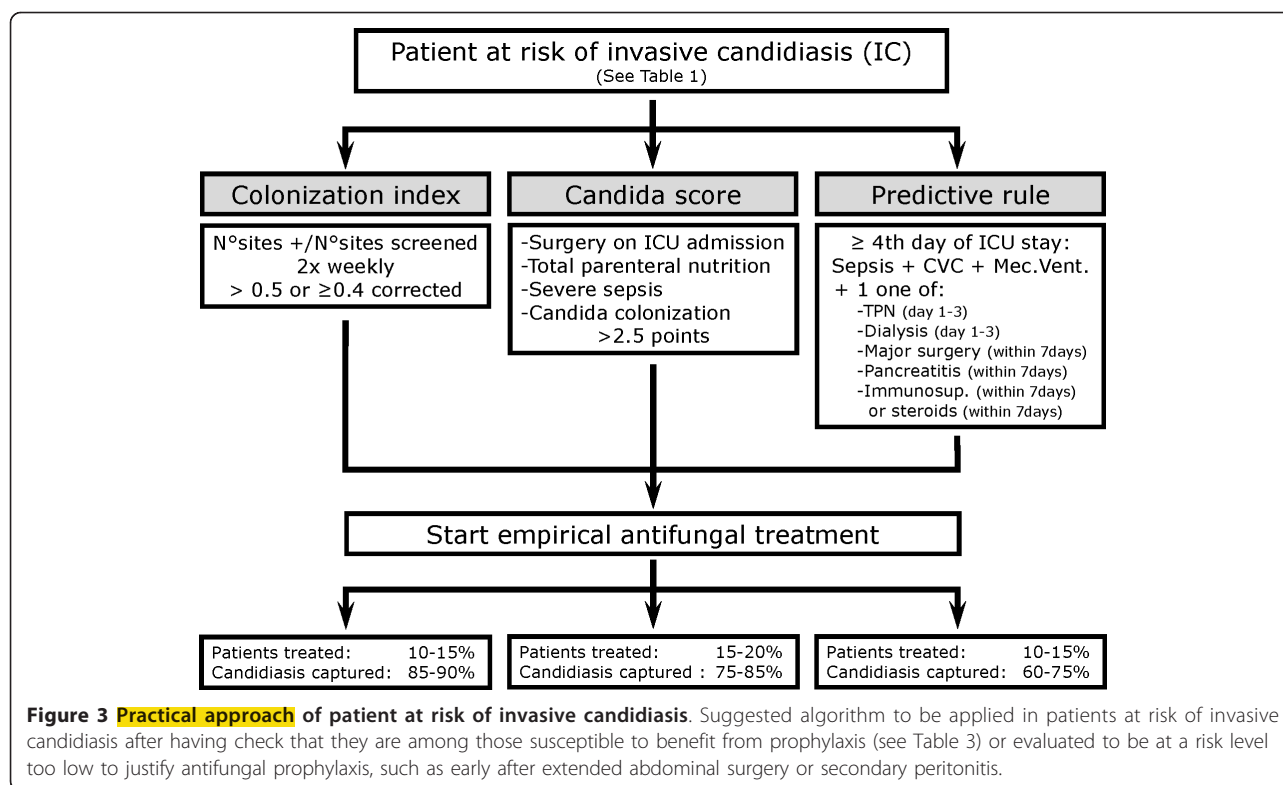 Patient at risk of invasive candidiasis (IC)
(See Table 1)
Colonization index
N°sites +/N°sites screened
2x weekly
> 0.5 or ≥0.4 corrected
Candida score
-Surgery on ICU admission
-Total parenteral nutrition
-Severe sepsis
-Candida colonization
>2.5 points
Predictive rule
≥ 4th day of ICU stay:
Sepsis + CVC + Mec.Vent.
+ 1 one of:
-TPN (day 1-3)
-Dialysis (day 1-3)
-Major surgery (within 7days)
-Pancreatitis (within 7days)
-Immunosup. (within 7days)
or steroids (within 7days)
Start empirical antifungal treatment
Patients treated: 10-15%
Candidiasis captured: 85-90%
Patients treated: 15-20%
Candidiasis captured : 75-85%
Patients treated: 10-15%
Candidiasis captured: 60-75%
Figure 3 Practical approach of patient at risk of invasive candidiasis. Suggested algorithm to be applied in patients at risk of invasive
candidiasis after having check that they are among those susceptible to benefit from prophylaxis (see Table 3) or evaluated to be at a risk level
too low to justify antifungal prophylaxis, such as early after extended abdominal surgery or secondary peritonitis.